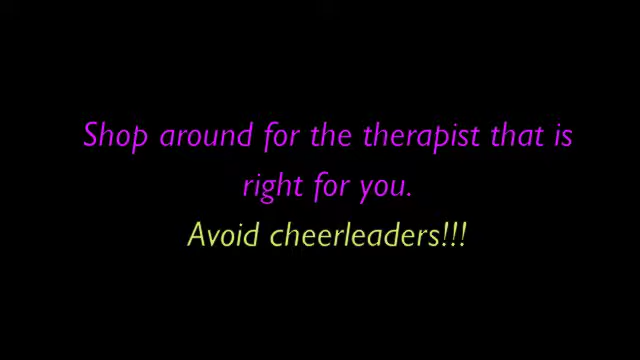 Shop around for the therapist that is
right for you.
Avoid cheerleaders!!!